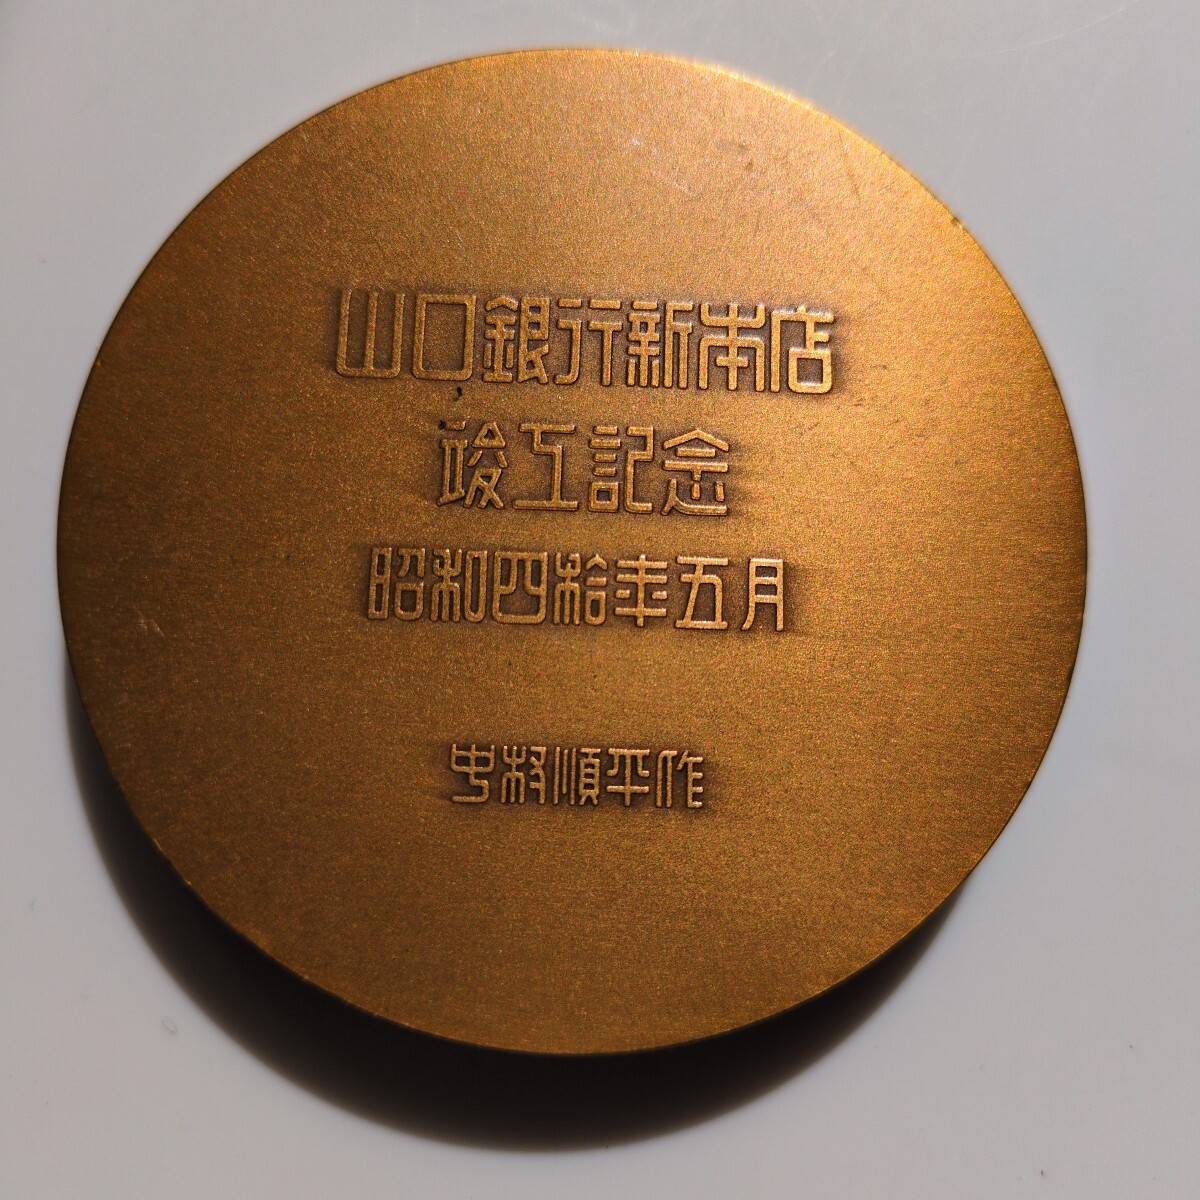 山口銀行新本店
竣工記念
昭和四拾年五月
中村順平作